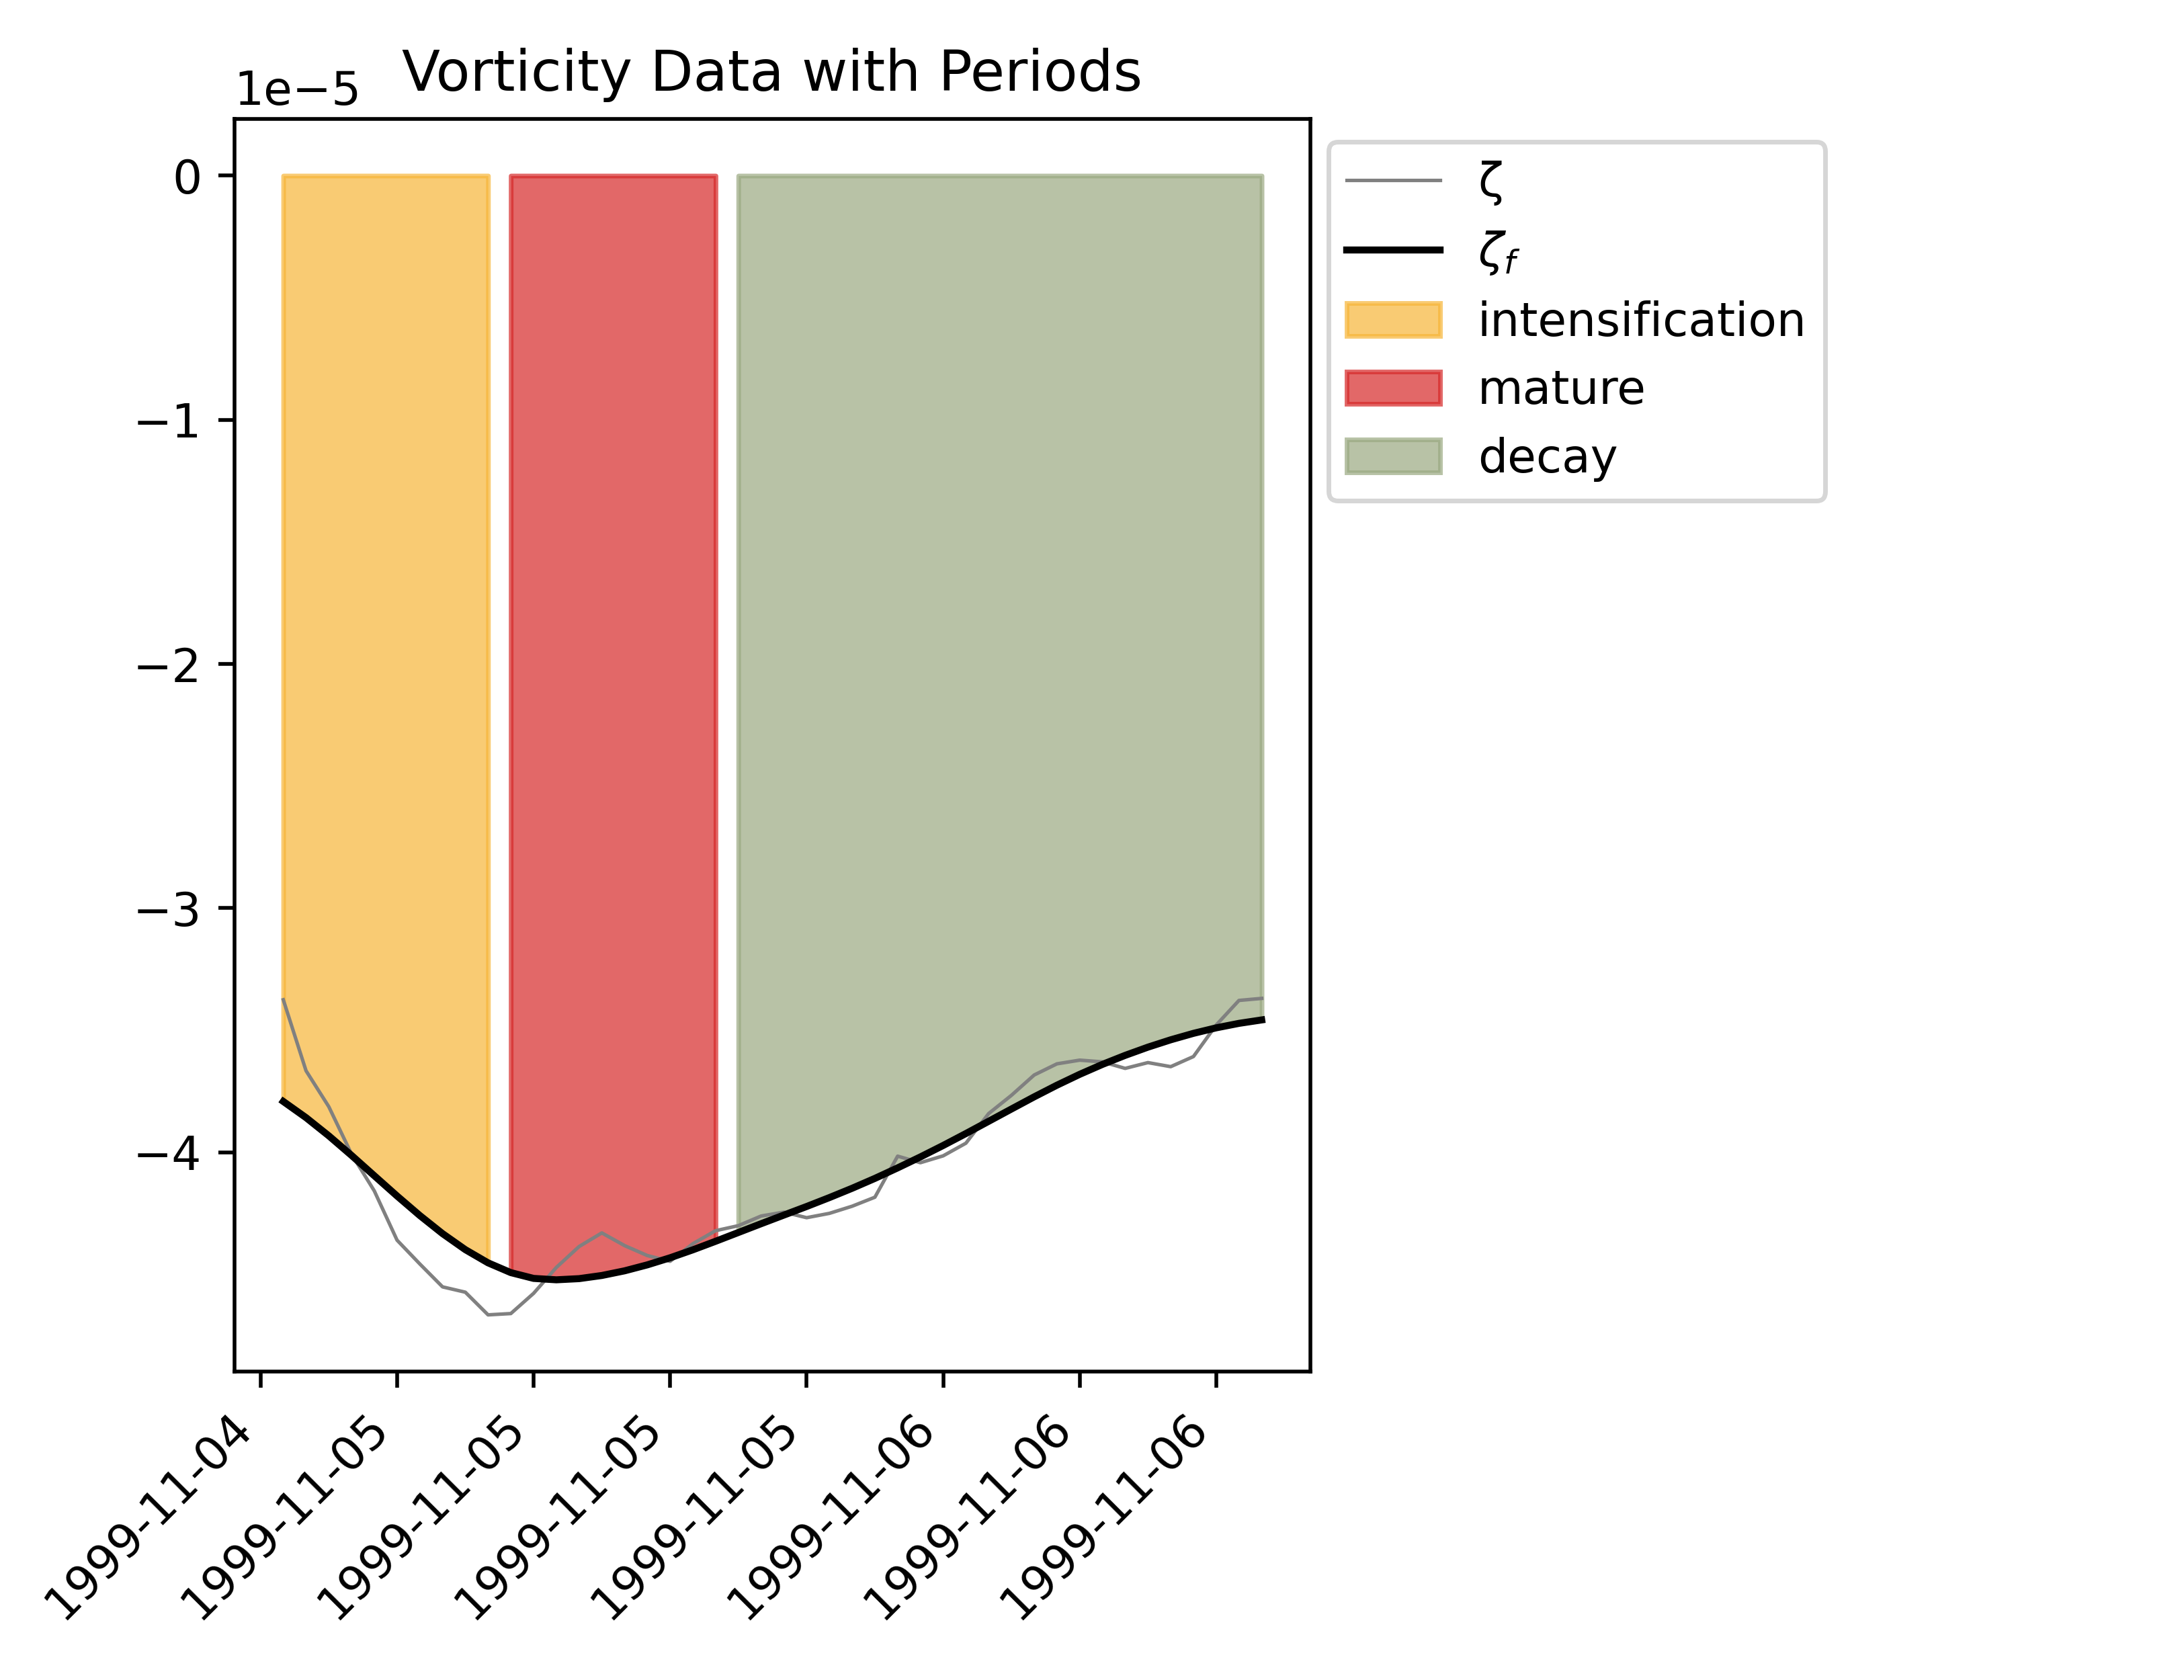 Vorticity Data with Periods
1e−5
0
−1
−2
−3
−4
1999-11-04
1999-11-05
1999-11-05
1999-11-05
1999-11-05
1999-11-06
1999-11-06
1999-11-06
ζ
ζf
intensification
mature
decay